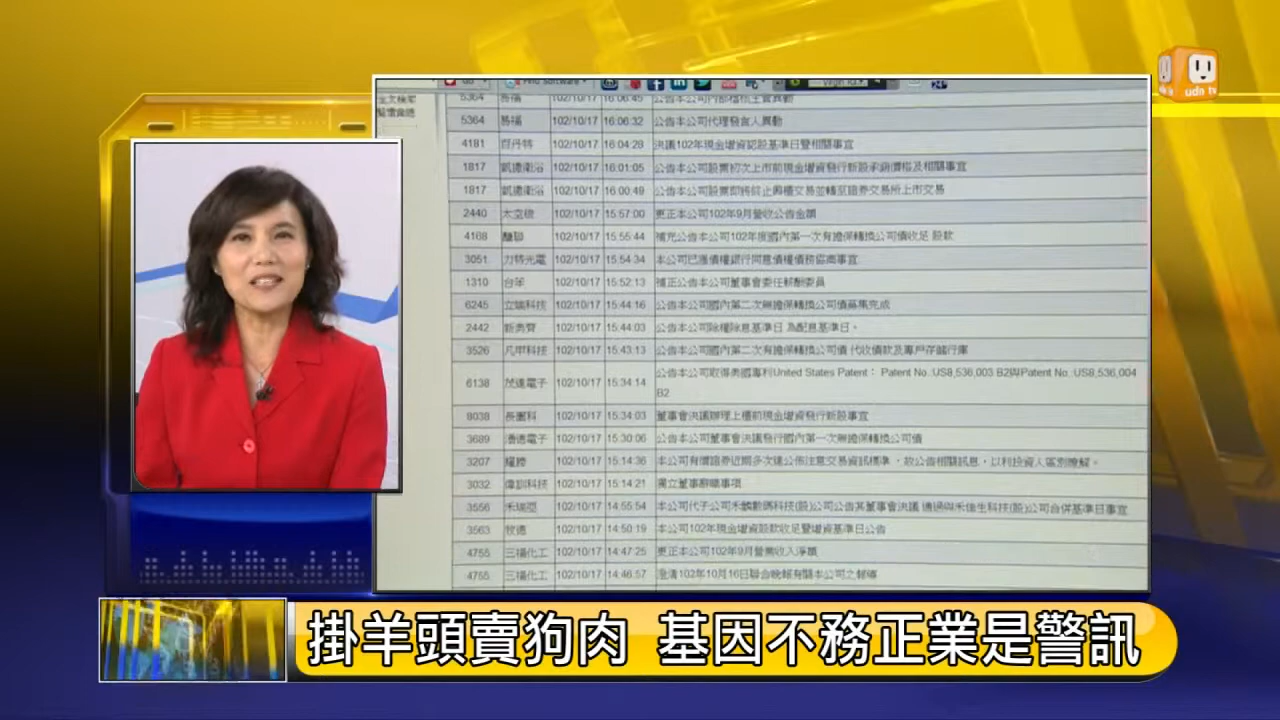 udn tv
5364 易福 102/10/17 16:06:45 公告本公司內部稽核主管異動
5364 易福 102/10/17 16:06:32 公告本公司代理發言人異動
4181 102/10/17 16:04:28 決議102年現金增資認股基準日暨相關事宜
1817 凱撒衛浴 102/10/17 16:01:05 公告本公司股票初次上市前現金增資發行新股承銷價格及相關事宜
1817 凱撒衛浴 102/10/17 16:00:49 公告本公司股票即將終止興櫃交易並轉至證券交易所上市交易
2440 太空梭 102/10/17 15:57:00 更正本公司102年9月營收公告金額
4168 醣聯 102/10/17 15:55:44 補充公告本公司102年度國內第一次有擔保轉換公司債收足 股款
3051 力特光電 102/10/17 15:54:34 本公司已獲債權銀行同意債權債務協商事宜
1310 台苯 102/10/17 15:52:13 補正公告本公司董事會委任薪酬委員
6245 立端科技 102/10/17 15:44:16 公告本公司國內第二次無擔保轉換公司債募集完成
2442 新美齊 102/10/17 15:44:03 公告本公司除權除息基準日 為配息基準日。
3526 凡甲科技 102/10/17 15:43:13 公告本公司國內第二次有擔保轉換公司債 代收債款及專戶存儲行庫
6138 茂達電子 102/10/17 15:34:14 公告本公司取得美國專利United States Patent： Patent No. US8,536,003 B2與Patent No. US8,536,004 B2
8038 長園科 102/10/17 15:34:03 董事會決議辦理上櫃前現金增資發行新股事宜
3689 湧德電子 102/10/17 15:30:06 公告本公司董事會決議發行國內第一次無擔保轉換公司債
3207 耀勝 102/10/17 15:14:36 本公司有價證券近期多次達公佈注意交易資訊標準，故公告相關訊息，以利投資人區別瞭解。
3032 偉訓科技 102/10/17 15:14:21 獨立董事辭職事項
3556 禾瑞亞 102/10/17 14:55:54 本公司代子公司禾麟數碼科技(股)公司公告其董事會決議 通過與禾佳生科技(股)公司合併基準日事宜
3563 牧德 102/10/17 14:50:19 本公司102年現金增資股款收足暨增資基準日公告
4755 三福化工 102/10/17 14:47:25 更正本公司102年9月營業收入淨額
4755 三福化工 102/10/17 14:46:57 澄清102年10月16日聯合晚報有關本公司之報導
掛羊頭賣狗肉 基因不務正業是警訊